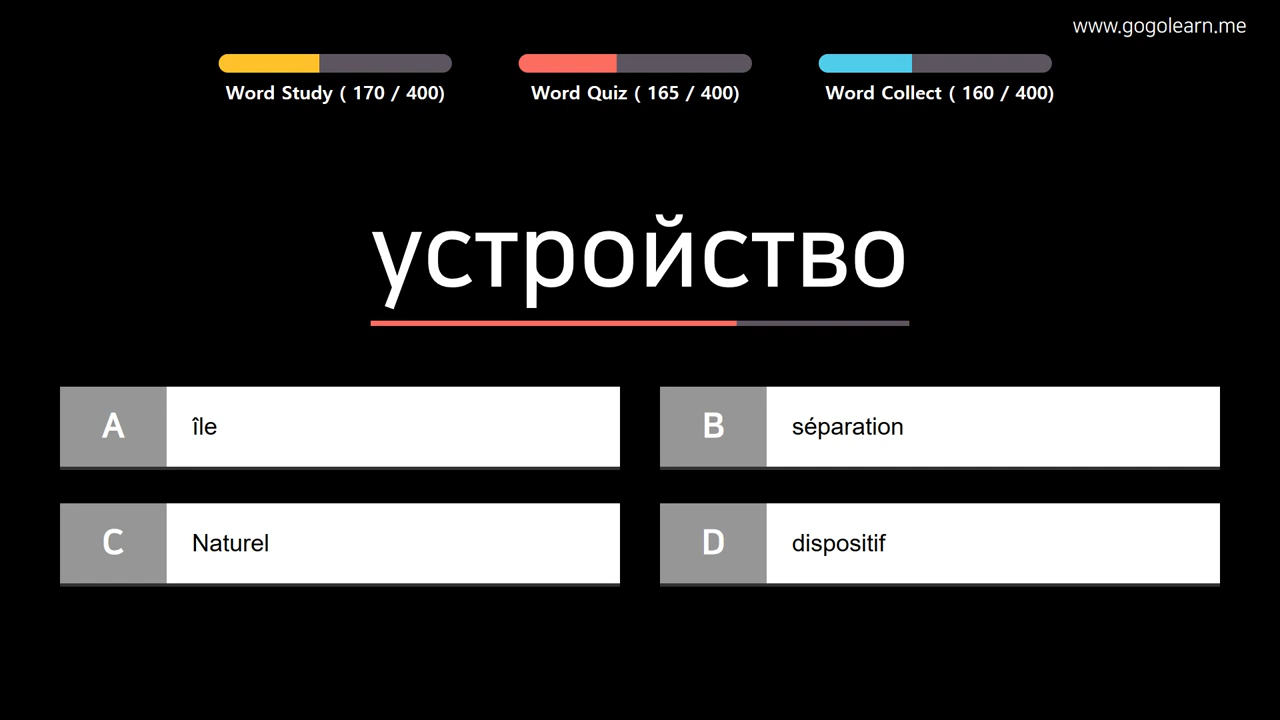 www.gogolearn.me
Word Study ( 170 / 400)
Word Quiz ( 165 / 400)
Word Collect ( 160 / 400)
устройство
A île
B séparation
C Naturel
D dispositif